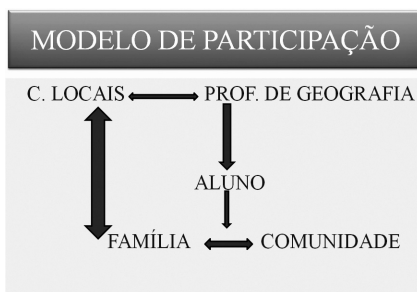 MODELO DE PARTICIPAÇÃO
C. LOCAIS PROF. DE GEOGRAFIA
ALUNO
FAMÍLIA COMUNIDADE